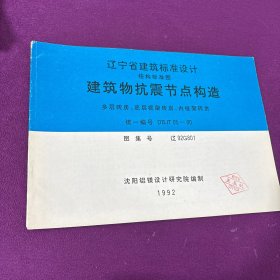 辽宁省建筑标准设计
结构标准图
建筑物抗震节点构造
多层砖房、底层框架砖房、内框架砖房
统一编号 DBJT05—30
图集号 辽92G801
沈阳铝镁设计研究院编制
1992